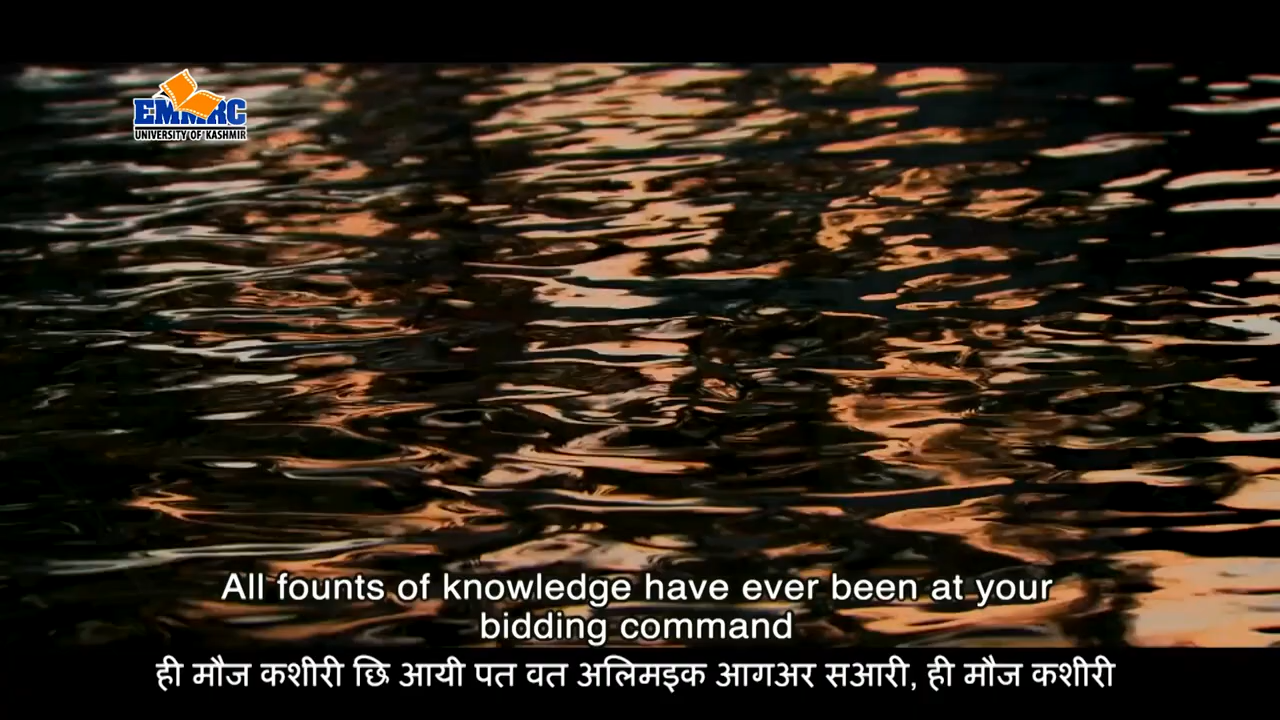 EMMRC
UNIVERSITY OF KASHMIR
All founts of knowledge have ever been at your
bidding command
ही मौज कशीरी छि आयी पत वत अलिमइक आगअर सआरी, ही मौज कशीरी